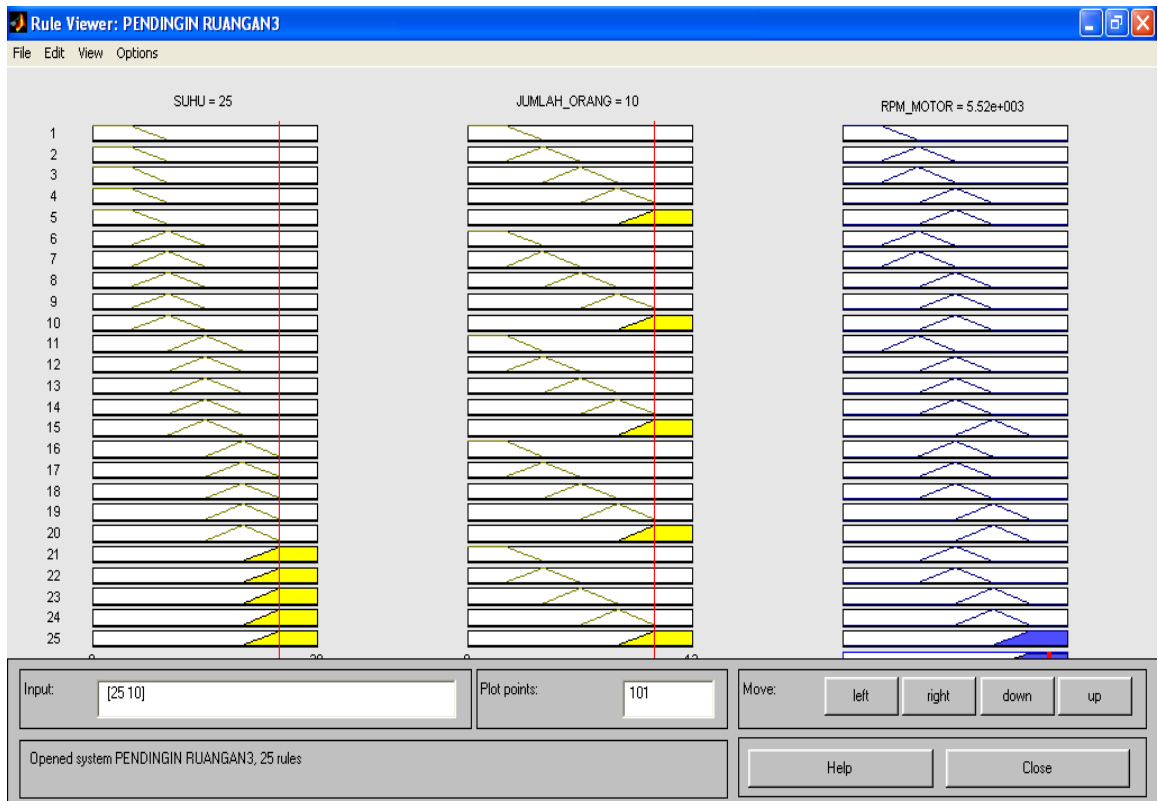 Rule Viewer: PENDINGIN RUANGAN3
File Edit View Options
SUHU = 25
JUMLAH_ORANG = 10
RPM_MOTOR = 5.52e+003
1
2
3
4
5
6
7
8
9
10
11
12
13
14
15
16
17
18
19
20
21
22
23
24
25
Input:
[25 10]
Plot points:
101
Move:
left
right
down
up
Opened system PENDINGIN RUANGAN3, 25 rules
Help
Close